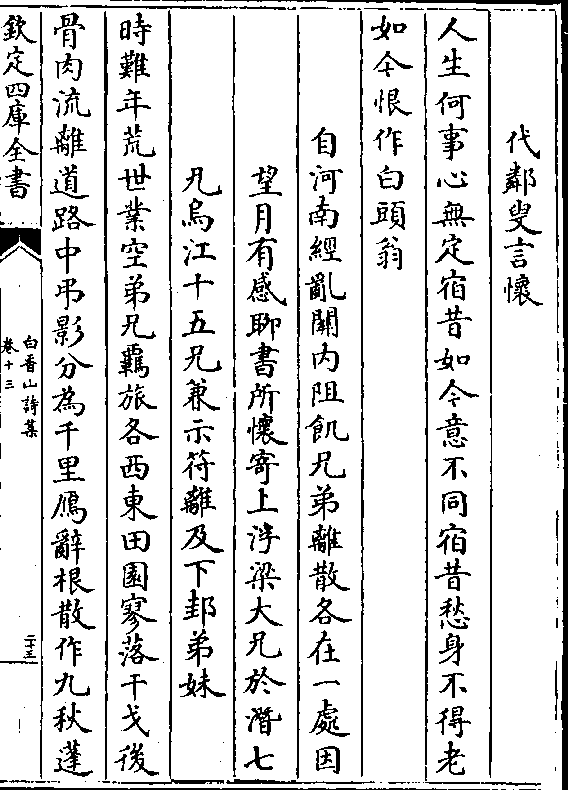 代鄰叟言懷
人生何事心無定宿昔如今意不同宿昔愁身不得老
如今恨作白頭翁
自河南經亂關内阻飢兄弟離散各在一處因
望月有感聊書所懷寄上浮梁大兄於潛七
兄烏江十五兄兼示符離及下邽弟妹
時難年荒世業空弟兄羈旅各西東田園寥落干戈後
骨肉流離道路中弔影分為千里鴈辭根散作九秋蓬
欽定四庫全書
白香山詩集
卷十三
二十三